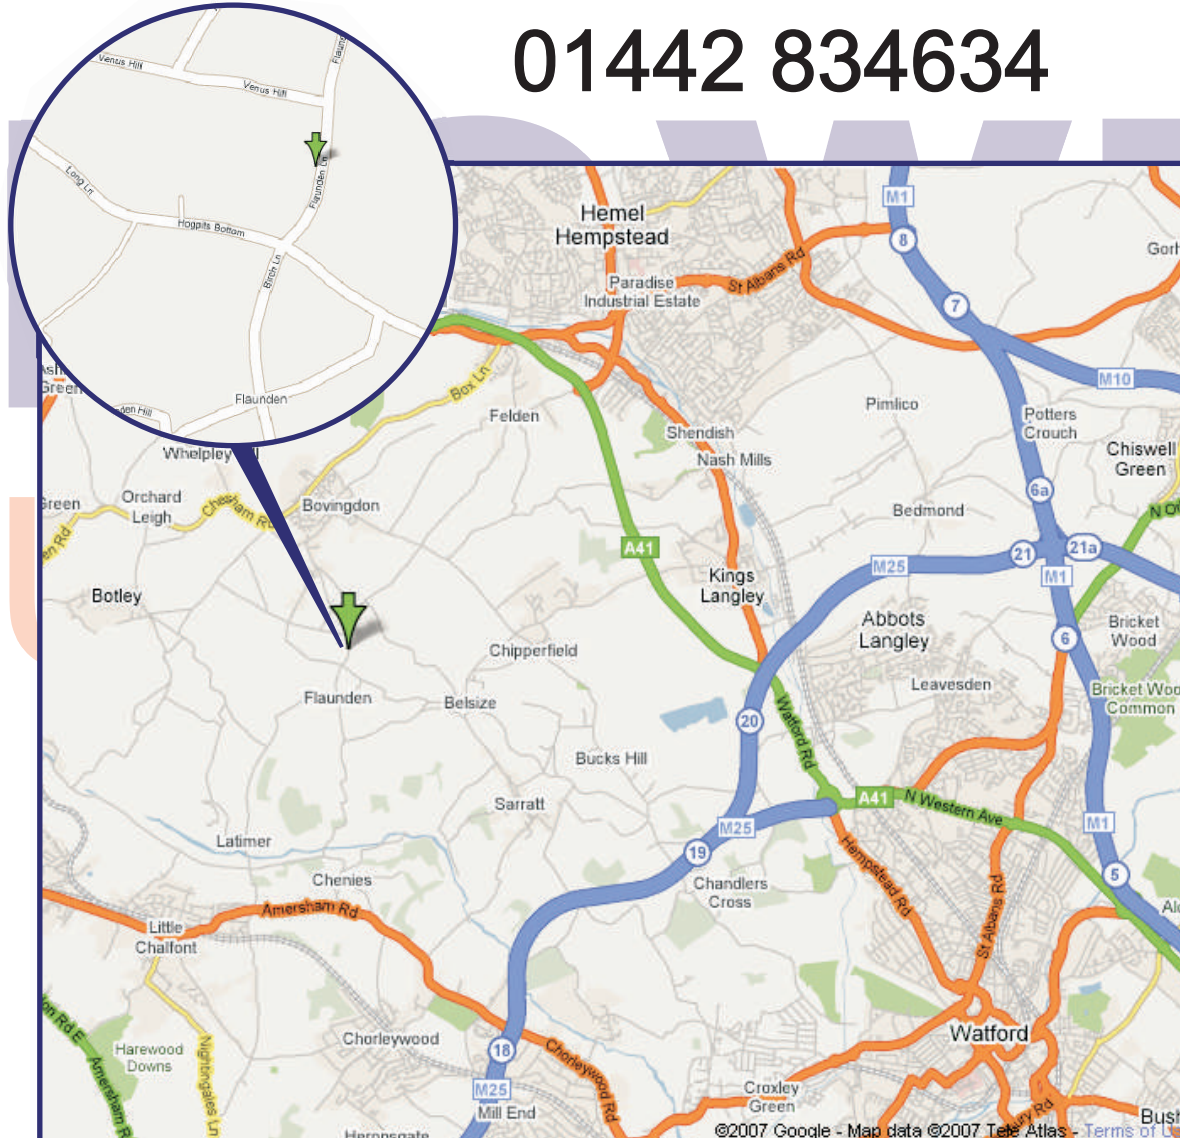 01442 834634
Venus Hill
Venus Hill
Long Ln
Hogpits Bottom
Flaunden Ln
Birch Ln
Flaunden
Hemel
Hempstead
Paradise
Industrial Estate
St Albans Rd
M1
8
7
M10
Green
Box Ln
Felden
Pimlico
Potters
Crouch
Shendish
Nash Mills
Chiswell
Green
Whelpley
Orchard
Leigh
Green
Chesham Rd
Bovingdon
6a
Bedmond
A41
21
21a
M25
M1
Kings
Langley
Botley
Abbots
Langley
6
Bricket
Wood
Chipperfield
Leavesden
Flaunden
Belsize
Common
20
Watford Rd
Bucks Hill
Sarratt
A41
N Western Ave
M25
M1
Latimer
19
Hempstead Rd
5
Chenies
Chandlers
Cross
Amersham Rd
St Albans Rd
Little
Chalfont
Chorleywood
Watford
Harewood
Downs
Nightingales Ln
18
Chorleywood Rd
M25
Mill End
Croxley
Green
©2007 Google - Map data ©2007 Tele Atlas - Terms of